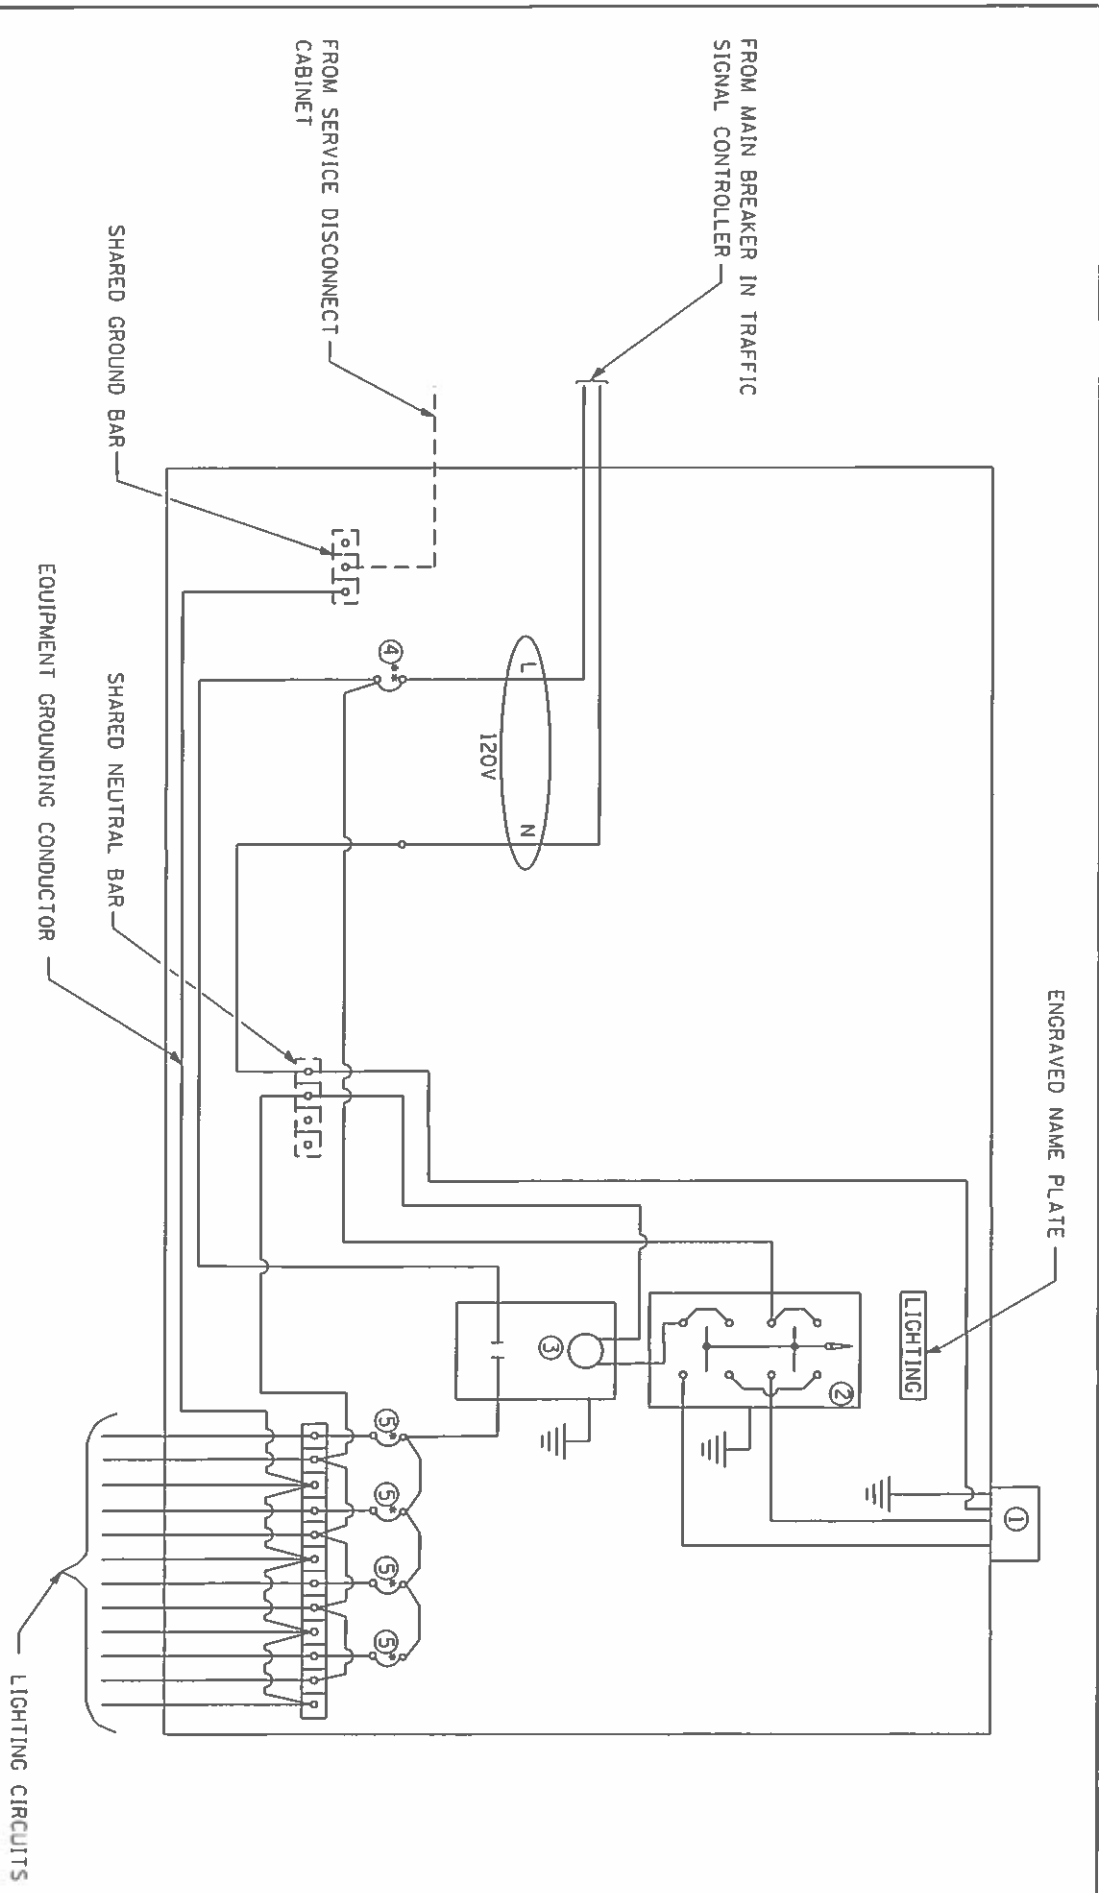 FROM MAIN BREAKER IN TRAFFIC
SIGNAL CONTROLLER
FROM SERVICE DISCONNECT
CABINET
SHARED GROUND BAR
EQUIPMENT GROUNDING CONDUCTOR
SHARED NEUTRAL BAR
ENGRAVED NAME PLATE
LIGHTING
L
N
120V
4
*
1
2
3
5 *
5 *
5 *
5 *
LIGHTING CIRCUITS